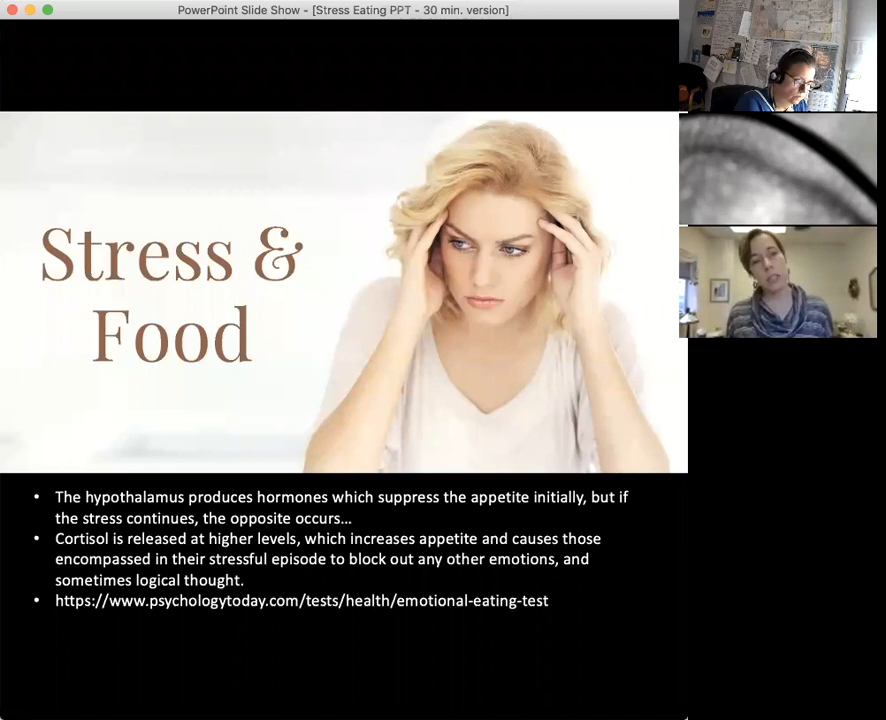 PowerPoint Slide Show - [Stress Eating PPT - 30 min. version]
Stress &
Food
• The hypothalamus produces hormones which suppress the appetite initially, but if
the stress continues, the opposite occurs...
• Cortisol is released at higher levels, which increases appetite and causes those
encompassed in their stressful episode to block out any other emotions, and
sometimes logical thought.
• https://www.psychologytoday.com/tests/health/emotional-eating-test